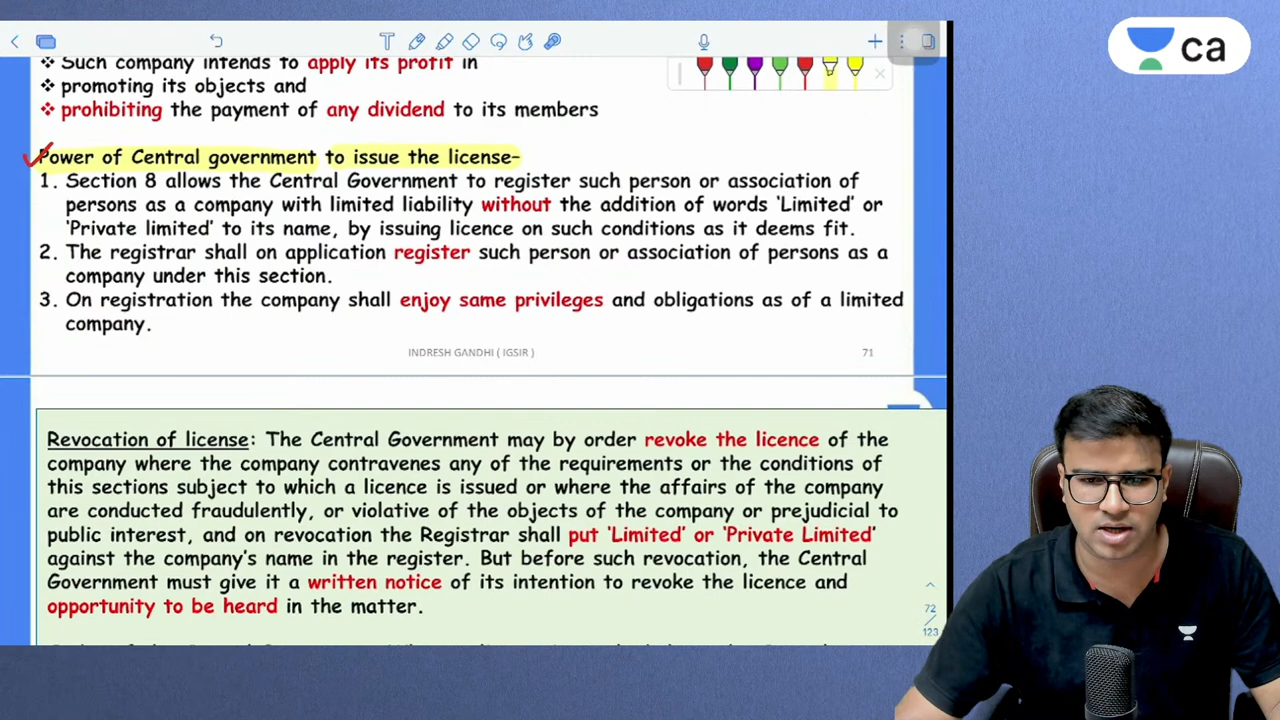 ca
❖ Such company intends to apply its profit in
❖ promoting its objects and
❖ prohibiting the payment of any dividend to its members
Power of Central government to issue the license-
1. Section 8 allows the Central Government to register such person or association of
persons as a company with limited liability without the addition of words 'Limited' or
'Private limited' to its name, by issuing licence on such conditions as it deems fit.
2. The registrar shall on application register such person or association of persons as a
company under this section.
3. On registration the company shall enjoy same privileges and obligations as of a limited
company.
INDRESH GANDHI ( IGSIR )
71
Revocation of license: The Central Government may by order revoke the licence of the
company where the company contravenes any of the requirements or the conditions of
this sections subject to which a licence is issued or where the affairs of the company
are conducted fraudulently, or violative of the objects of the company or prejudicial to
public interest, and on revocation the Registrar shall put 'Limited' or 'Private Limited'
against the company's name in the register. But before such revocation, the Central
Government must give it a written notice of its intention to revoke the licence and
opportunity to be heard in the matter.
72
/
123